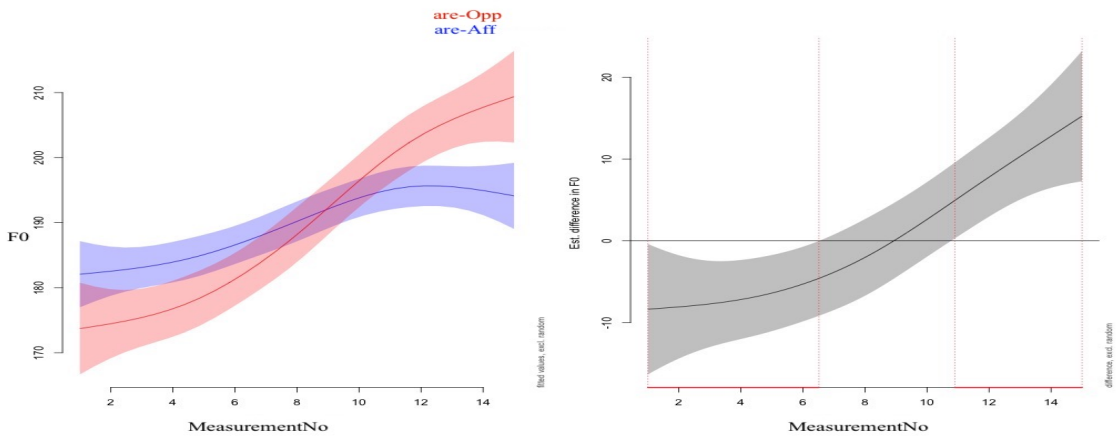 are-Opp
are-Aff
F0
170 180 190 200 210
2 4 6 8 10 12 14
MeasurementNo
fitted values, excl. random
Est. difference in F0
-10 0 10 20
2 4 6 8 10 12 14
MeasurementNo
difference, excl. random